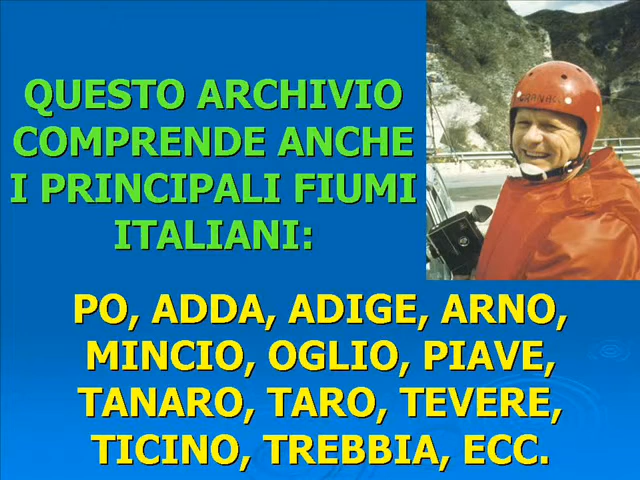 QUESTO ARCHIVIO
COMPRENDE ANCHE
I PRINCIPALI FIUMI
ITALIANI:
PO, ADDA, ADIGE, ARNO,
MINCIO, OGLIO, PIAVE,
TANARO, TARO, TEVERE,
TICINO, TREBBIA, ECC.